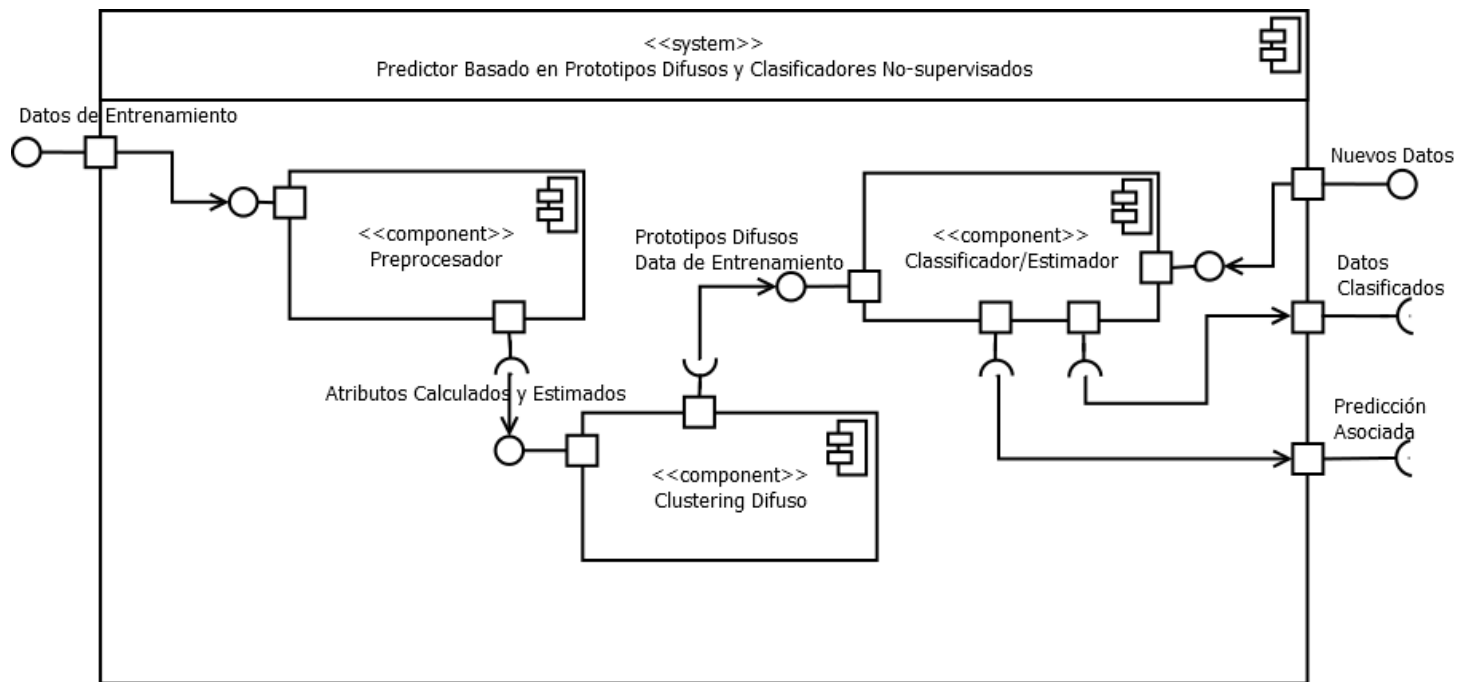 <<system>>
Predictor Basado en Prototipos Difusos y Clasificadores No-supervisados
Datos de Entrenamiento
Nuevos Datos
<<component>>
Preprocesador
Prototipos Difusos
Data de Entrenamiento
<<component>>
Classificador/Estimador
Datos
Clasificados
Atributos Calculados y Estimados
Predicción
Asociada
<<component>>
Clustering Difuso